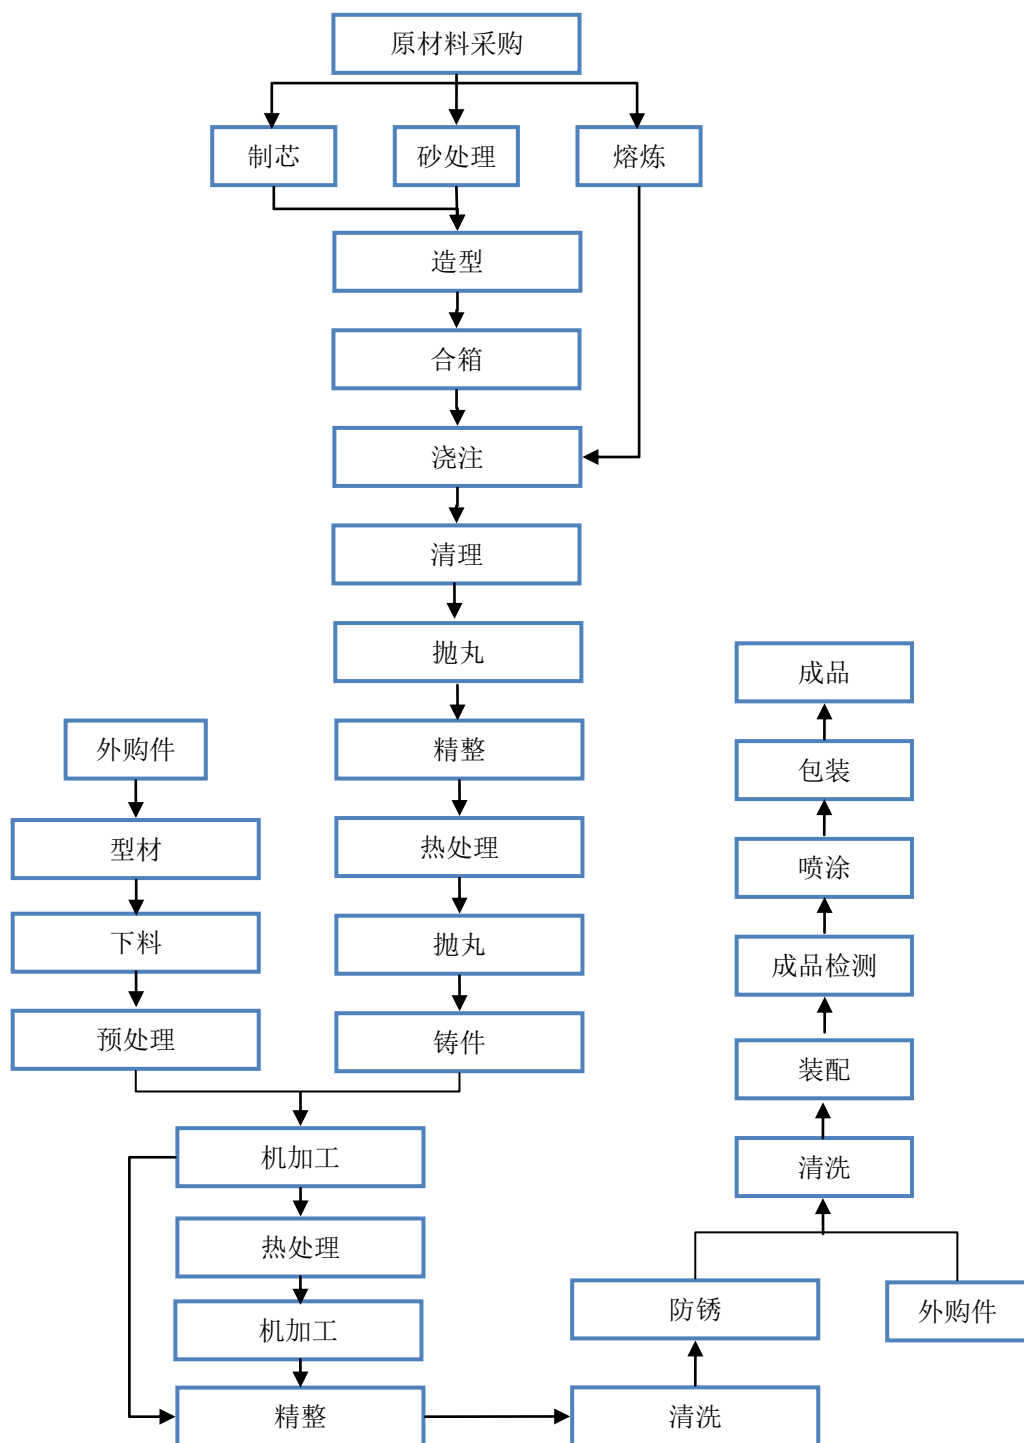 原材料采购
制芯
砂处理
熔炼
造型
合箱
浇注
清理
抛丸
精整
热处理
抛丸
铸件
外购件
型材
下料
预处理
机加工
热处理
机加工
精整
清洗
防锈
外购件
清洗
装配
成品检测
喷涂
包装
成品